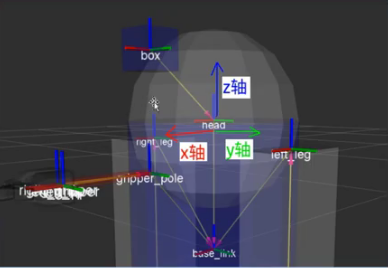 box
z轴
head
right_leg
x轴
y轴
left_leg
gripper_pole
base_link